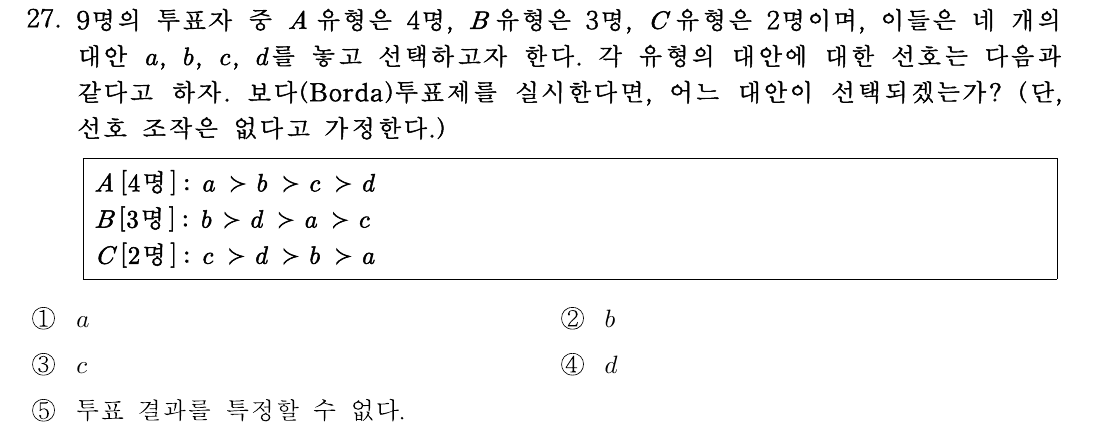 27. 9명의 투표자 중 A유형은 4명, B유형은 3명, C유형은 2명이며, 이들은 네 개의
대안 a, b, c, d를 놓고 선택하고자 한다. 각 유형의 대안에 대한 선호는 다음과
같다고 하자. 보다(Borda)투표제를 실시한다면, 어느 대안이 선택되겠는가? (단,
선호 조작은 없다고 가정한다.)
A[4명]: a ≻ b ≻ c ≻ d
B[3명]: b ≻ d ≻ a ≻ c
C[2명]: c ≻ d ≻ b ≻ a
① a ② b
③ c ④ d
⑤ 투표 결과를 특정할 수 없다.